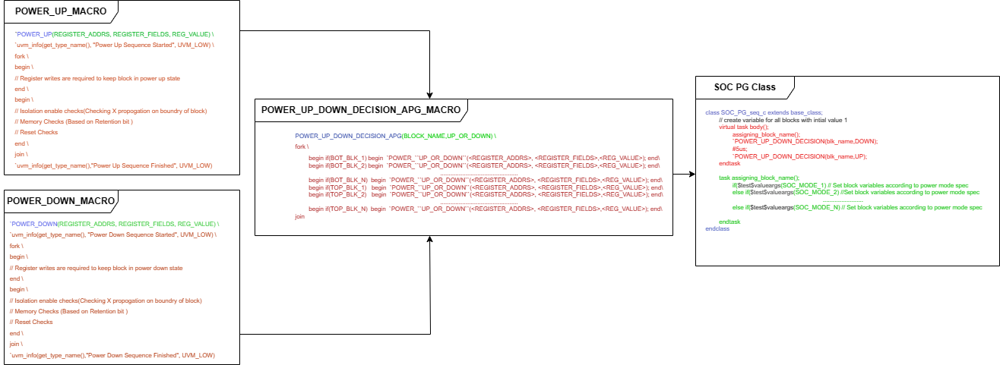 POWER_UP_MACRO
`POWER_UP(REGISTER_ADDRS, REGISTER_FIELDS, REG_VALUE) \
`uvm_info(get_type_name(), "Power Up Sequence Started", UVM_LOW) \
fork \
begin \
// Register writes are required to keep block in power up state
end \
begin \
// Isolation enable checks(Checking X propogation on boundry of block)
// Memory Checks (Based on Retention bit )
// Reset Checks
end \
join \
`uvm_info(get_type_name(),"Power Up Sequence Finished", UVM_LOW)
POWER_DOWN_MACRO
`POWER_DOWN(REGISTER_ADDRS, REGISTER_FIELDS, REG_VALUE) \
`uvm_info(get_type_name(), "Power Down Sequence Started", UVM_LOW) \
fork \
begin \
// Register writes are required to keep block in power down state
end \
begin \
// Isolation enable checks(Checking X propogation on boundry of block)
// Memory Checks (Based on Retention bit )
// Reset Checks
end \
join \
`uvm_info(get_type_name(),"Power Down Sequence Finished", UVM_LOW)
POWER_UP_DOWN_DECISION_APG_MACRO
POWER_UP_DOWN_DECISION_APG(BLOCK_NAME,UP_OR_DOWN) \
fork \
begin if(BOT_BLK_1) begin `POWER_``UP_OR_DOWN``(<REGISTER_ADDRS>, <REGISTER_FIELDS>,<REG_VALUE>); end\
begin if(BOT_BLK_2) begin `POWER_``UP_OR_DOWN``(<REGISTER_ADDRS>, <REGISTER_FIELDS>,<REG_VALUE>); end\
................................................
begin if(BOT_BLK_N) begin `POWER_``UP_OR_DOWN``(<REGISTER_ADDRS>, <REGISTER_FIELDS>,<REG_VALUE>); end\
begin if(TOP_BLK_1) begin `POWER_``UP_OR_DOWN``(<REGISTER_ADDRS>, <REGISTER_FIELDS>,<REG_VALUE>); end\
begin if(TOP_BLK_2) begin `POWER_``UP_OR_DOWN``(<REGISTER_ADDRS>, <REGISTER_FIELDS>,<REG_VALUE>); end\
................................................
begin if(TOP_BLK_N) begin `POWER_``UP_OR_DOWN``(<REGISTER_ADDRS>, <REGISTER_FIELDS>,<REG_VALUE>); end\
join
SOC PG Class
class SOC_PG_seq_c extends base_class;
// create variable for all blocks with intial value 1
virtual task body();
assigning_block_name();
`POWER_UP_DOWN_DECISION(blk_name,DOWN);
#5us;
`POWER_UP_DOWN_DECISION(blk_name,UP);
endtask
task assigning_block_name();
if($test$valueargs(SOC_MODE_1) // Set block variables according to power mode spec
else if($test$valueargs(SOC_MODE_2) //Set block variables according to power mode spec
.........................
else if($test$valueargs(SOC_MODE_N) // Set block variables according to power mode spec
endtask
endclass